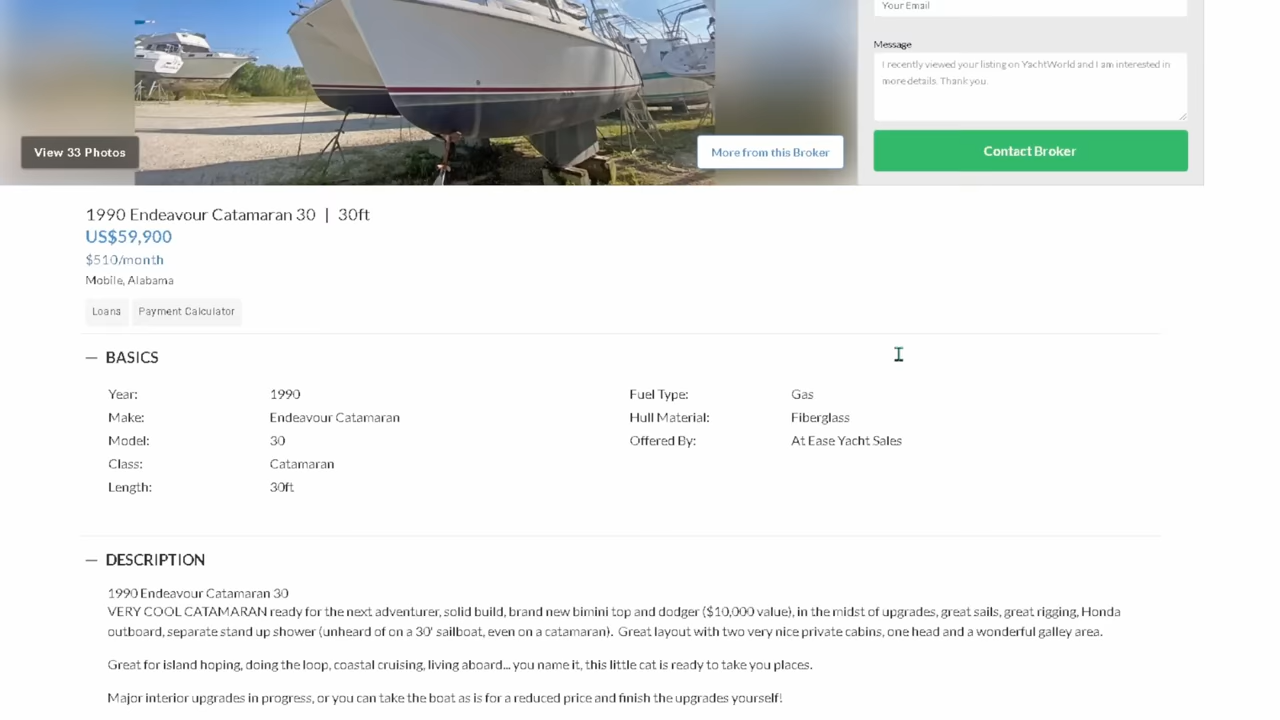 Your Email
Message
I recently viewed your listing on YachtWorld and I am interested in
more details. Thank you.
View 33 Photos
More from this Broker
Contact Broker
1990 Endeavour Catamaran 30 | 30ft
US$59,900
$510/month
Mobile, Alabama
Loans
Payment Calculator
— BASICS
Year: 1990
Make: Endeavour Catamaran
Model: 30
Class: Catamaran
Length: 30ft
Fuel Type: Gas
Hull Material: Fiberglass
Offered By: At Ease Yacht Sales
— DESCRIPTION
1990 Endeavour Catamaran 30
VERY COOL CATAMARAN ready for the next adventurer, solid build, brand new bimini top and dodger ($10,000 value), in the midst of upgrades, great sails, great rigging, Honda
outboard, separate stand up shower (unheard of on a 30' sailboat, even on a catamaran). Great layout with two very nice private cabins, one head and a wonderful galley area.
Great for island hoping, doing the loop, coastal cruising, living aboard... you name it, this little cat is ready to take you places.
Major interior upgrades in progress, or you can take the boat as is for a reduced price and finish the upgrades yourself!